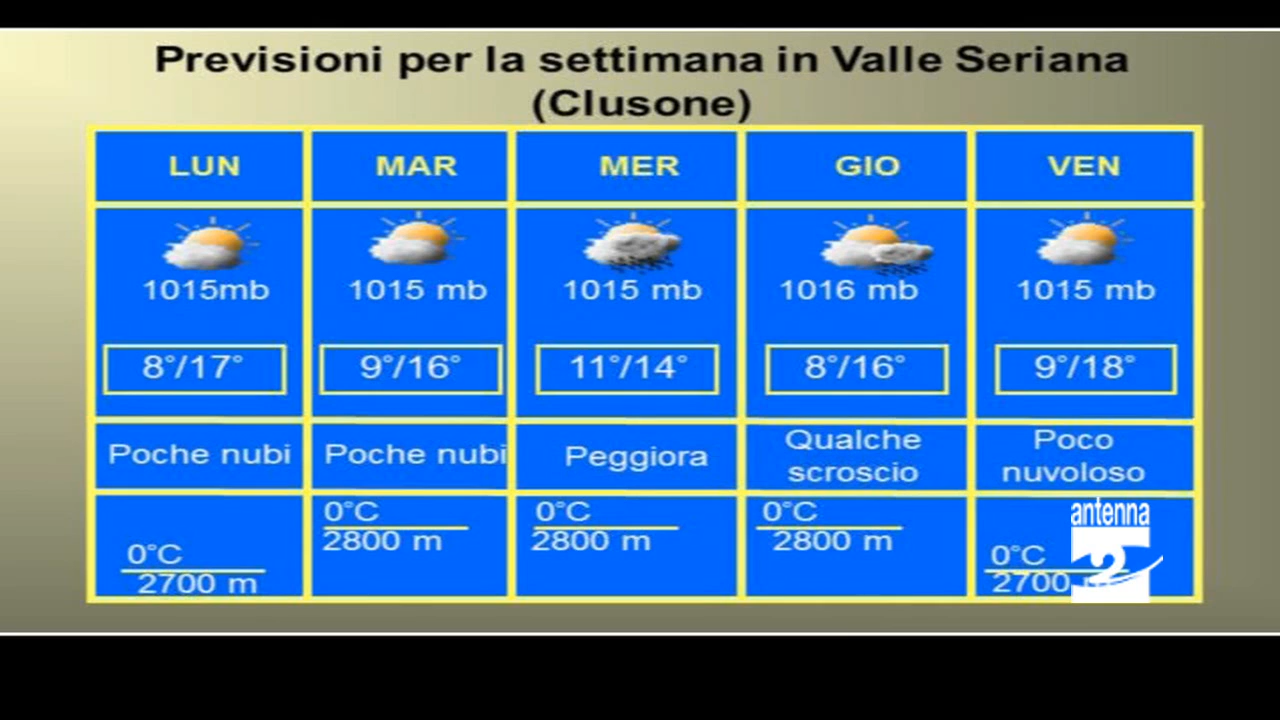 Previsioni per la settimana in Valle Seriana
(Clusone)
LUN MAR MER GIO VEN
1015mb 1015 mb 1015 mb 1016 mb 1015 mb
8°/17° 9°/16° 11°/14° 8°/16° 9°/18°
Poche nubi Poche nubi Peggiora Qualche scroscio Poco nuvoloso
0°C 0°C 0°C 0°C 0°C
2700 m 2800 m 2800 m 2800 m 2700
antenna
2